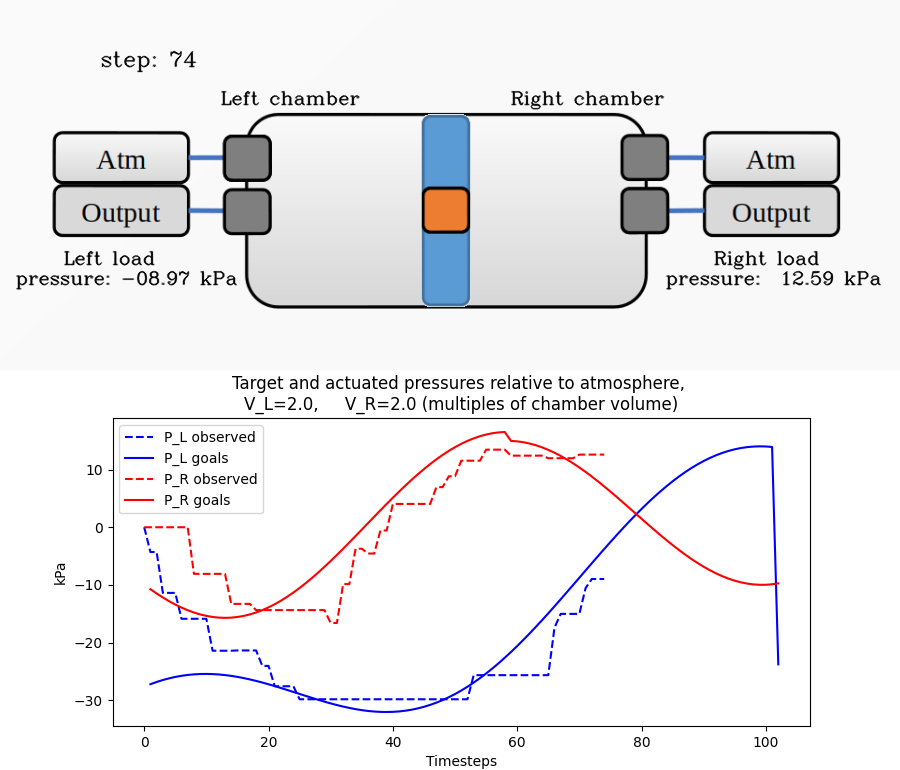 step: 74
Left chamber
Right chamber
Atm
Atm
Output
Output
Left load
pressure: -08.97 kPa
Right load
pressure:  12.59 kPa
Target and actuated pressures relative to atmosphere,
V_L=2.0,     V_R=2.0 (multiples of chamber volume)
P_L observed
P_L goals
P_R observed
P_R goals
kPa
10
0
−10
−20
−30
0 20 40 60 80 100
Timesteps